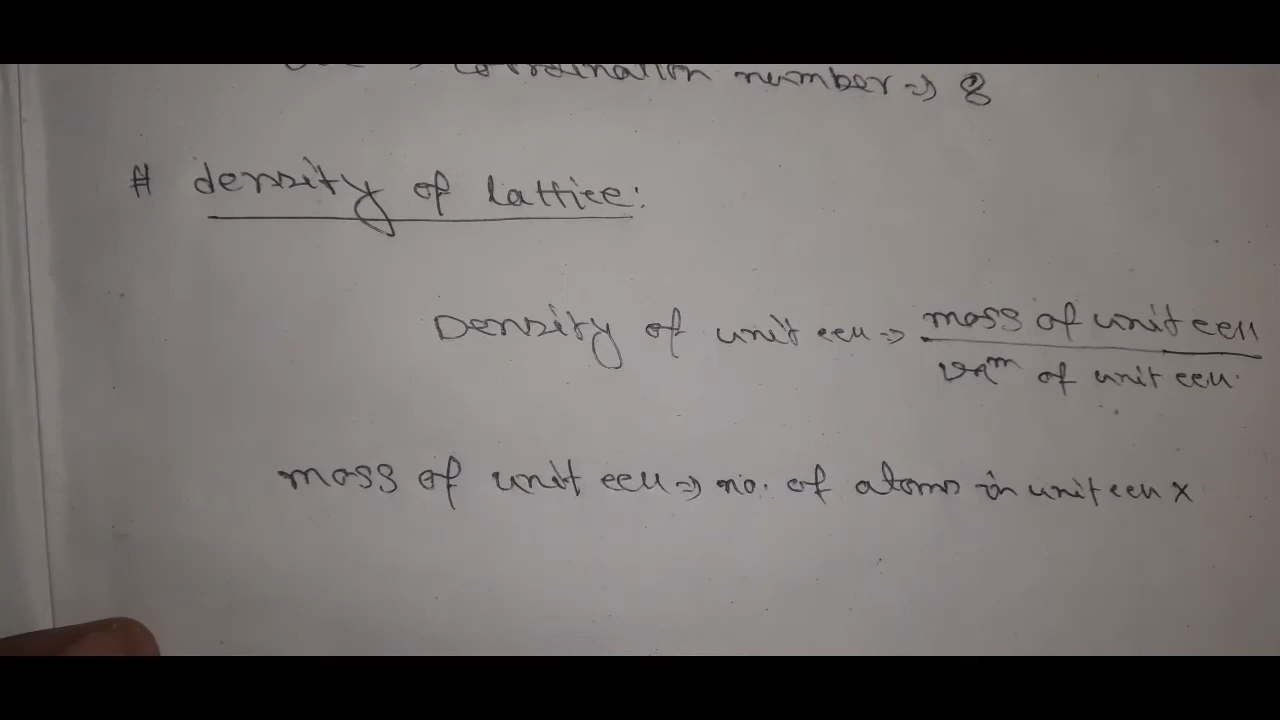 coordination number => 8
# density of lattice:
Density of unit cell => mass of unit cell
volm of unit cell.
mass of unit cell => no. of atoms in unit cell x